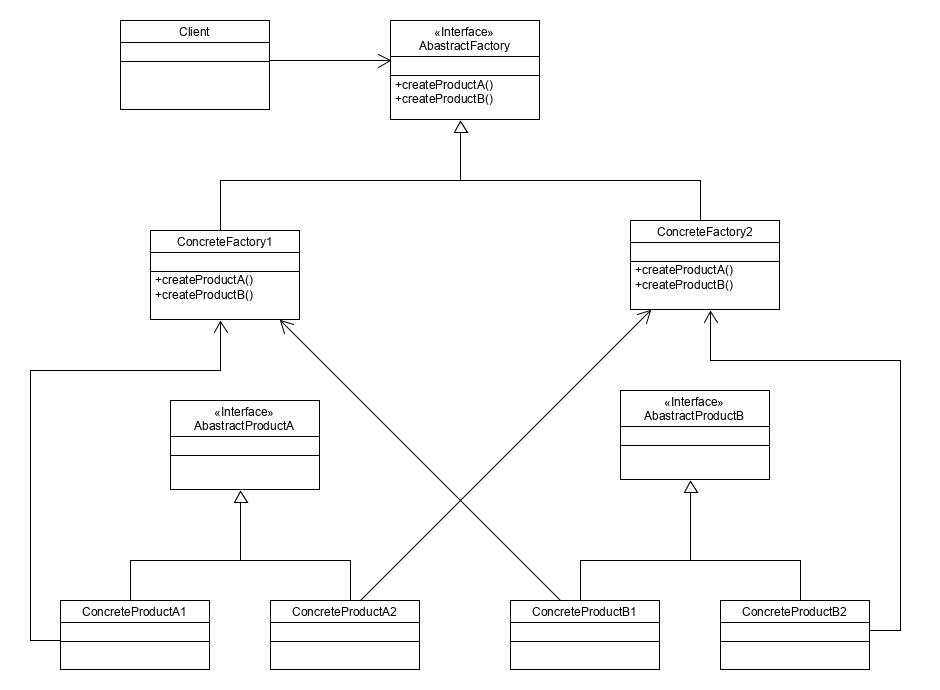 Client
«Interface»
AbastractFactory
+createProductA()
+createProductB()
ConcreteFactory1
+createProductA()
+createProductB()
ConcreteFactory2
+createProductA()
+createProductB()
«Interface»
AbastractProductA
«Interface»
AbastractProductB
ConcreteProductA1
ConcreteProductA2
ConcreteProductB1
ConcreteProductB2